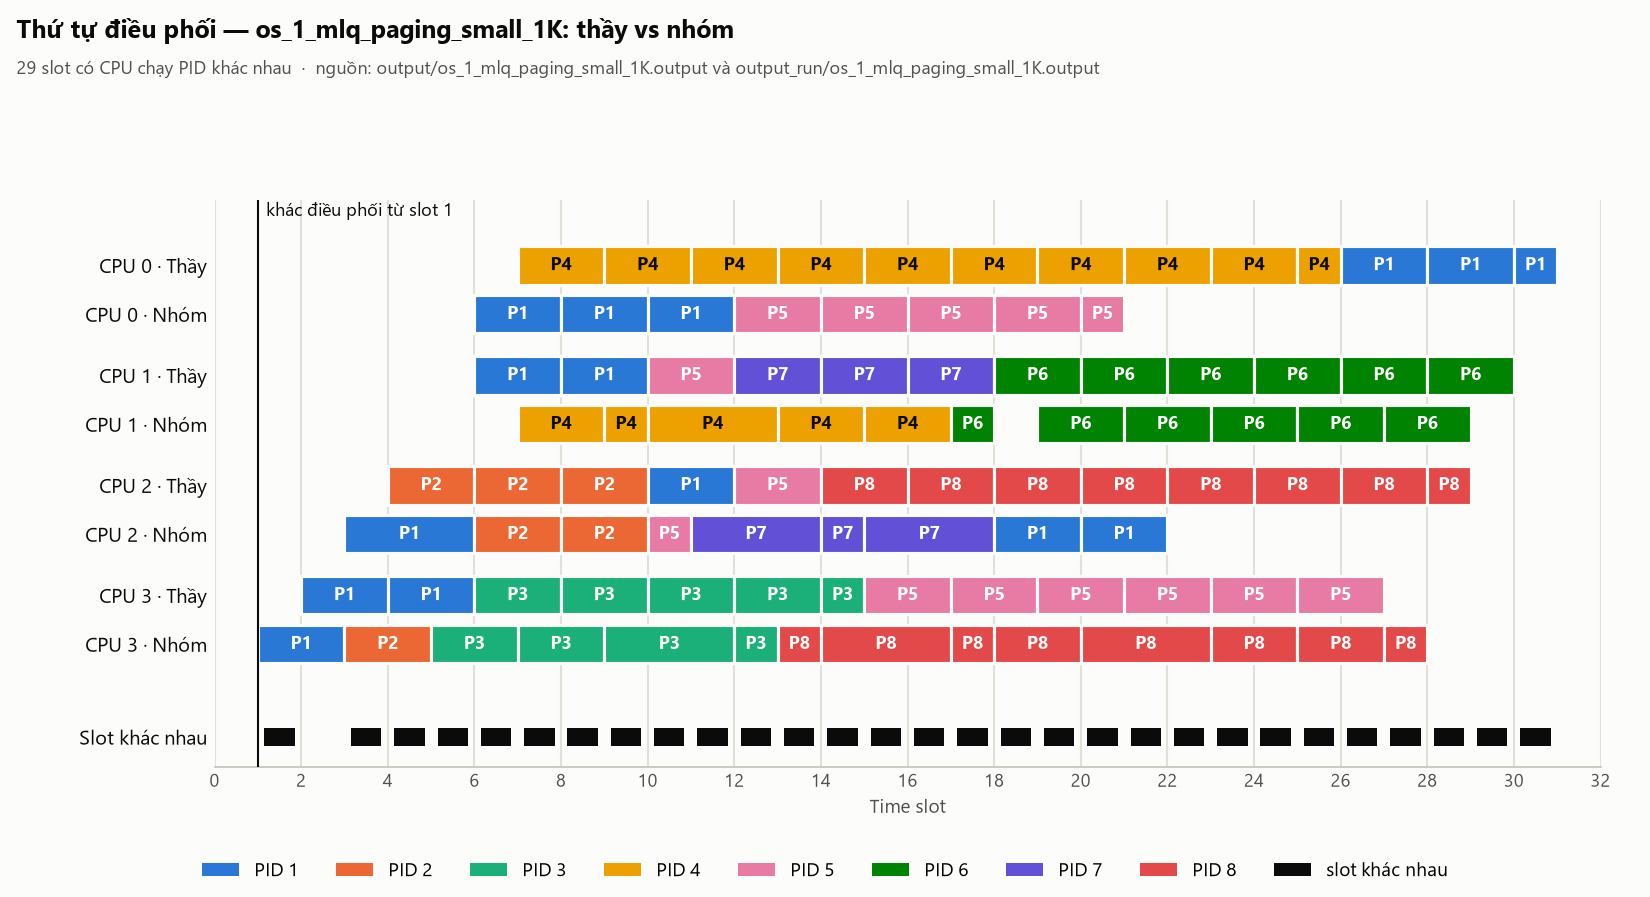 Thứ tự điều phối — os_1_mlq_paging_small_1K: thầy vs nhóm
29 slot có CPU chạy PID khác nhau · nguồn: output/os_1_mlq_paging_small_1K.output và output_run/os_1_mlq_paging_small_1K.output
khác điều phối từ slot 1
CPU 0 · Thầy P4 P4 P4 P4 P4 P4 P4 P4 P4 P4 P1 P1 P1
CPU 0 · Nhóm P1 P1 P1 P5 P5 P5 P5 P5
CPU 1 · Thầy P1 P1 P5 P7 P7 P7 P6 P6 P6 P6 P6 P6
CPU 1 · Nhóm P4 P4 P4 P4 P4 P6 P6 P6 P6 P6 P6
CPU 2 · Thầy P2 P2 P2 P1 P5 P8 P8 P8 P8 P8 P8 P8 P8
CPU 2 · Nhóm P1 P2 P2 P5 P7 P7 P7 P1 P1
CPU 3 · Thầy P1 P1 P3 P3 P3 P3 P3 P5 P5 P5 P5 P5 P5
CPU 3 · Nhóm P1 P2 P3 P3 P3 P3 P8 P8 P8 P8 P8 P8 P8 P8
Slot khác nhau
0 2 4 6 8 10 12 14 16 18 20 22 24 26 28 30 32
Time slot
PID 1 PID 2 PID 3 PID 4 PID 5 PID 6 PID 7 PID 8 slot khác nhau